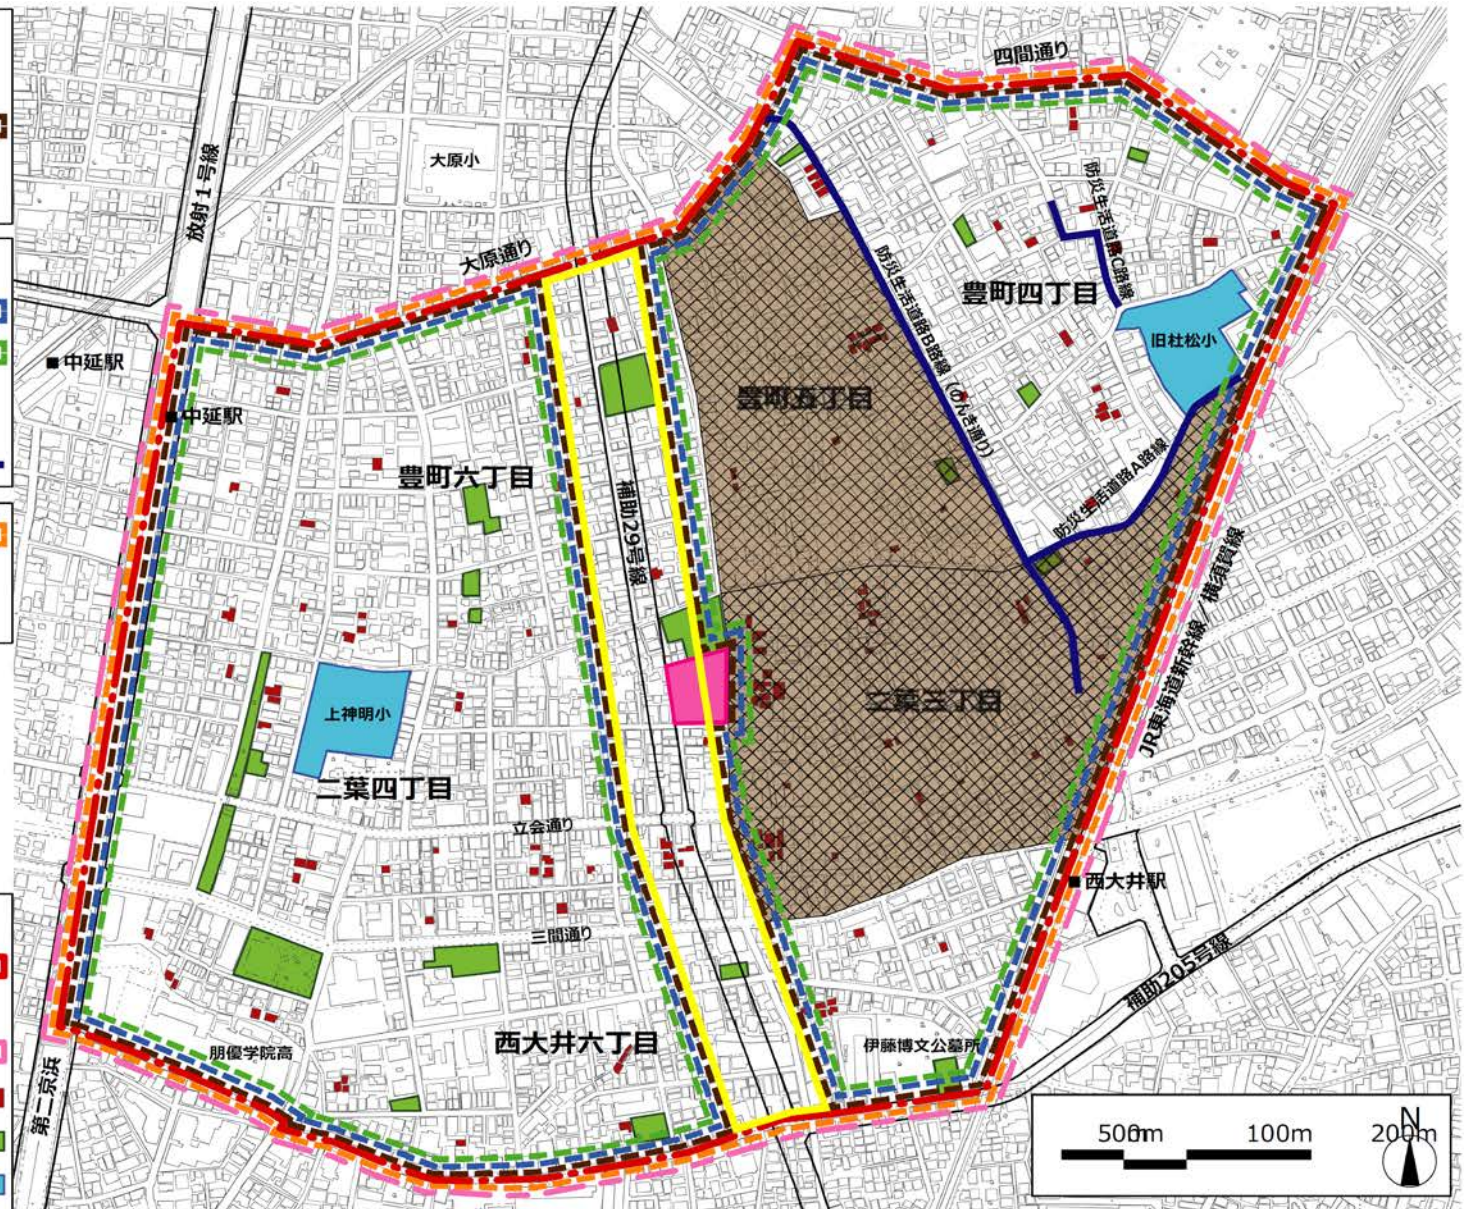 四間通り
大原小
放射1号線
大原通り
防災生活道路C路線
防災生活道路B路線（のんき通り）
豊町四丁目
旧杜松小
■中延駅
■中延駅
豊町五丁目
豊町六丁目
補助29号線
防災生活道路A路線
JR東海道新幹線／横須賀線
上神明小
二葉三丁目
二葉四丁目
立会通り
■西大井駅
三間通り
補助205号線
西大井六丁目
伊藤博文公墓所
朋優学院高
第二京浜
N
50m
100m
200m